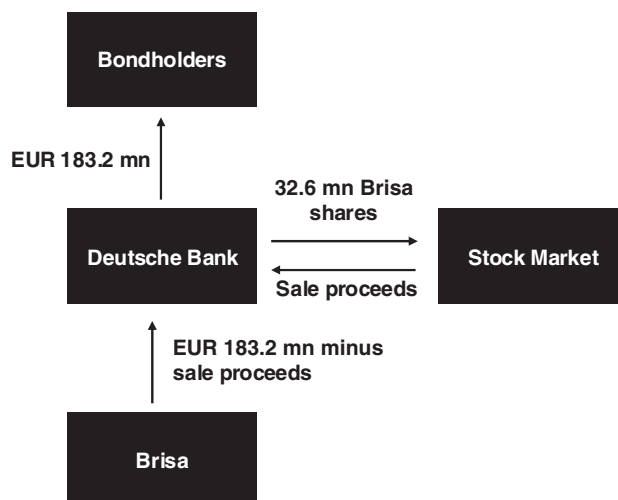 Bondholders
EUR 183.2 mn
32.6 mn Brisa
shares
Deutsche Bank
Stock Market
Sale proceeds
EUR 183.2 mn minus
sale proceeds
Brisa